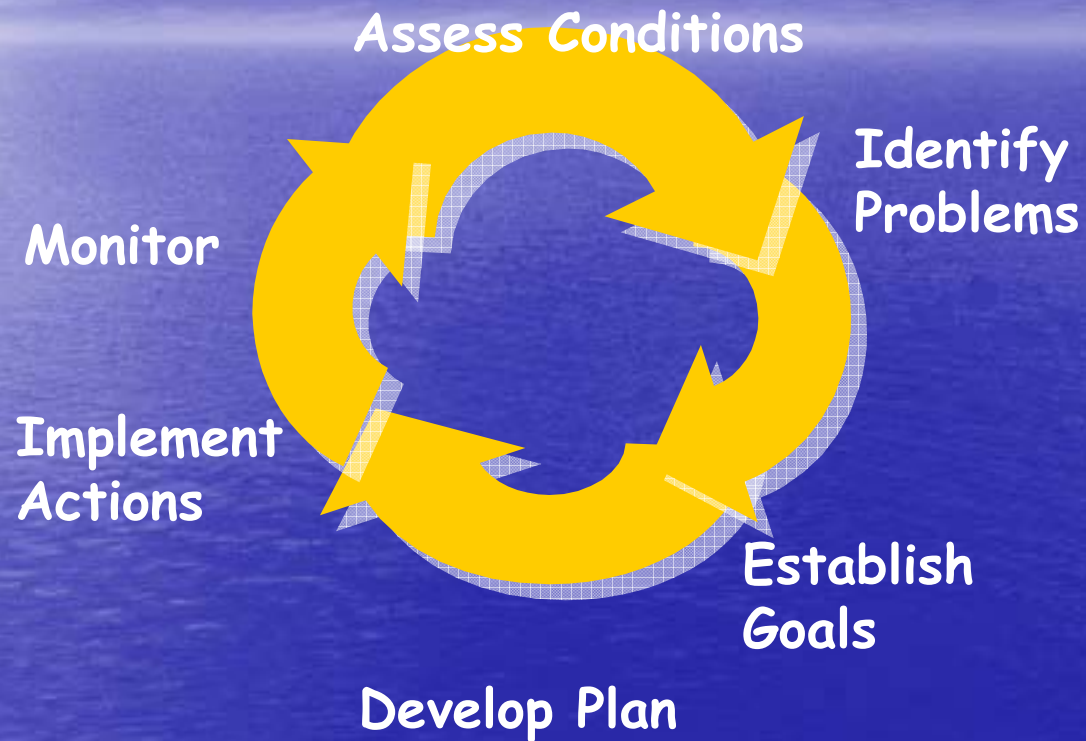 Assess Conditions
Identify
Problems
Establish
Goals
Develop Plan
Implement
Actions
Monitor